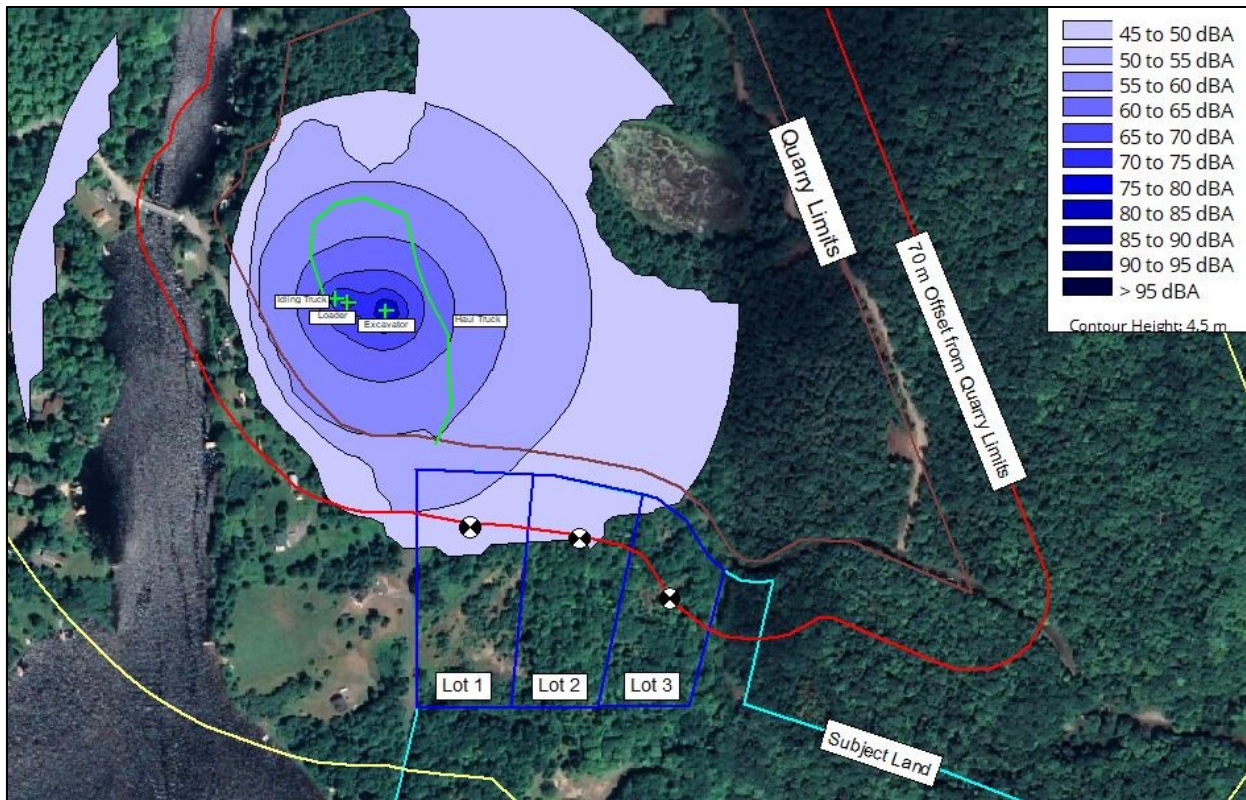 45 to 50 dBA
50 to 55 dBA
55 to 60 dBA
60 to 65 dBA
65 to 70 dBA
70 to 75 dBA
75 to 80 dBA
80 to 85 dBA
85 to 90 dBA
90 to 95 dBA
> 95 dBA
Contour Height: 4.5 m
Quarry Limits
70 m Offset from Quarry Limits
Idling Truck
Loader
Excavator
Haul Truck
Lot 1
Lot 2
Lot 3
Subject Land